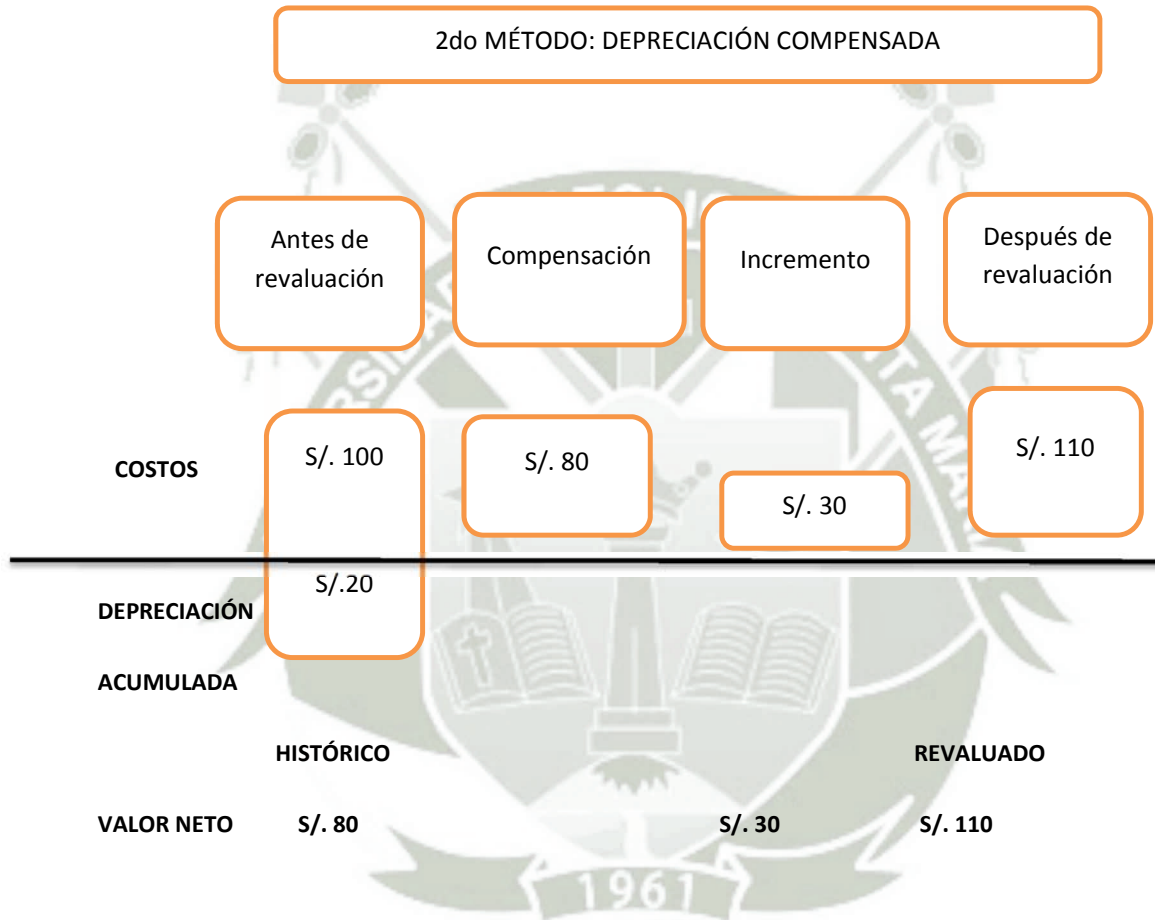 2do MÉTODO: DEPRECIACIÓN COMPENSADA
Antes de
revaluación
Compensación
Incremento
Después de
revaluación
COSTOS
S/. 100
S/. 80
S/. 30
S/. 110
S/.20
DEPRECIACIÓN
ACUMULADA
HISTÓRICO
REVALUADO
VALOR NETO
S/. 80
S/. 30
S/. 110
1961